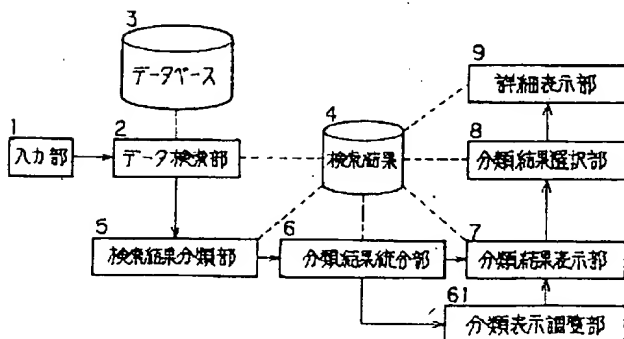 3
データベース
9
詳細表示部
1
入力部
2
データ検索部
4
検索結果
8
分類結果選択部
5
検索結果分類部
6
分類結果統合部
7
分類結果表示部
61
分類表示調整部